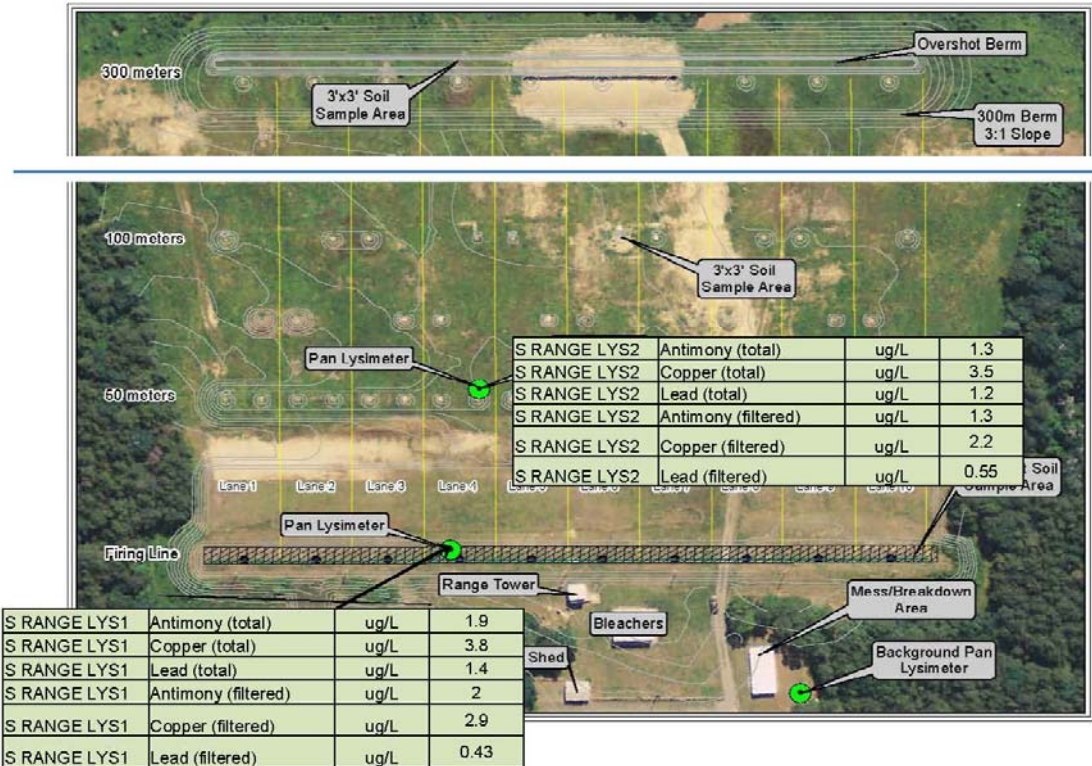 300 meters
Overshot Berm
3'x3' Soil
Sample Area
300m Berm
3:1 Slope
100 meters
3'x3' Soil
Sample Area
Pan Lysimeter
S RANGE LYS2 Antimony (total) ug/L 1.3
S RANGE LYS2 Copper (total) ug/L 3.5
S RANGE LYS2 Lead (total) ug/L 1.2
S RANGE LYS2 Antimony (filtered) ug/L 1.3
S RANGE LYS2 Copper (filtered) ug/L 2.2
S RANGE LYS2 Lead (filtered) ug/L 0.55
50 meters
Soil
Sample Area
Lane 1 Lane 2 Lane 3 Lane 4
Pan Lysimeter
Firing Line
Range Tower
Mess/Breakdown
Area
Bleachers
Shed
Background Pan
Lysimeter
S RANGE LYS1 Antimony (total) ug/L 1.9
S RANGE LYS1 Copper (total) ug/L 3.8
S RANGE LYS1 Lead (total) ug/L 1.4
S RANGE LYS1 Antimony (filtered) ug/L 2
S RANGE LYS1 Copper (filtered) ug/L 2.9
S RANGE LYS1 Lead (filtered) ug/L 0.43